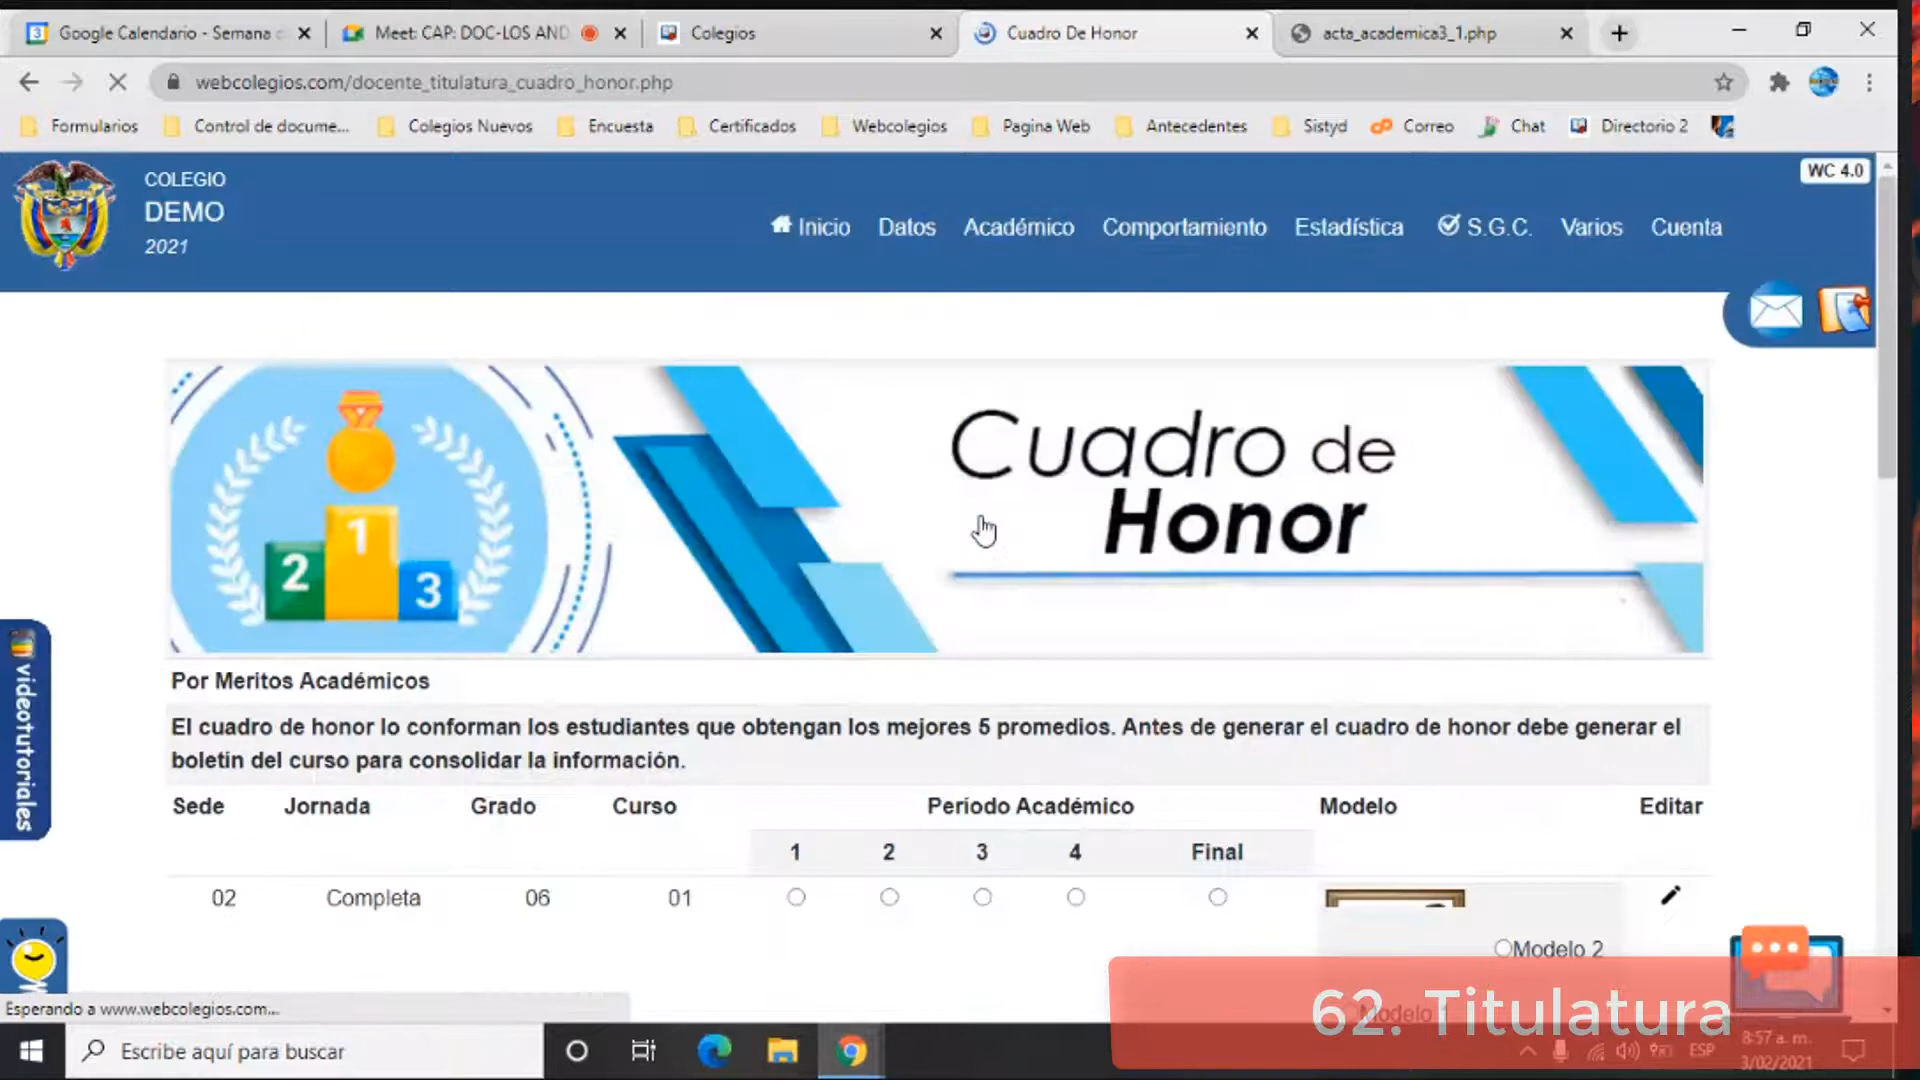 Google Calendario - Semana
Meet: CAP: DOC-LOS AND
Colegios
Cuadro De Honor
acta_academica3_1.php
webcolegios.com/docente_titulatura_cuadro_honor.php
Formularios
Control de docume...
Colegios Nuevos
Encuesta
Certificados
Webcolegios
Pagina Web
Antecedentes
Sistyd
Correo
Chat
Directorio 2
COLEGIO
DEMO
2021
WC 4.0
Inicio
Datos
Académico
Comportamiento
Estadística
S.G.C.
Varios
Cuenta
1
2
3
Cuadro de
Honor
videotutoriales
Por Meritos Académicos
El cuadro de honor lo conforman los estudiantes que obtengan los mejores 5 promedios. Antes de generar el cuadro de honor debe generar el
boletin del curso para consolidar la información.
Sede Jornada Grado Curso Período Académico Modelo Editar
1 2 3 4 Final
02 Completa 06 01
Modelo 2
Modelo 1
Esperando a www.webcolegios.com...
62. Titulatura
Escribe aquí para buscar
ESP
8:57 a. m.
3/02/2021